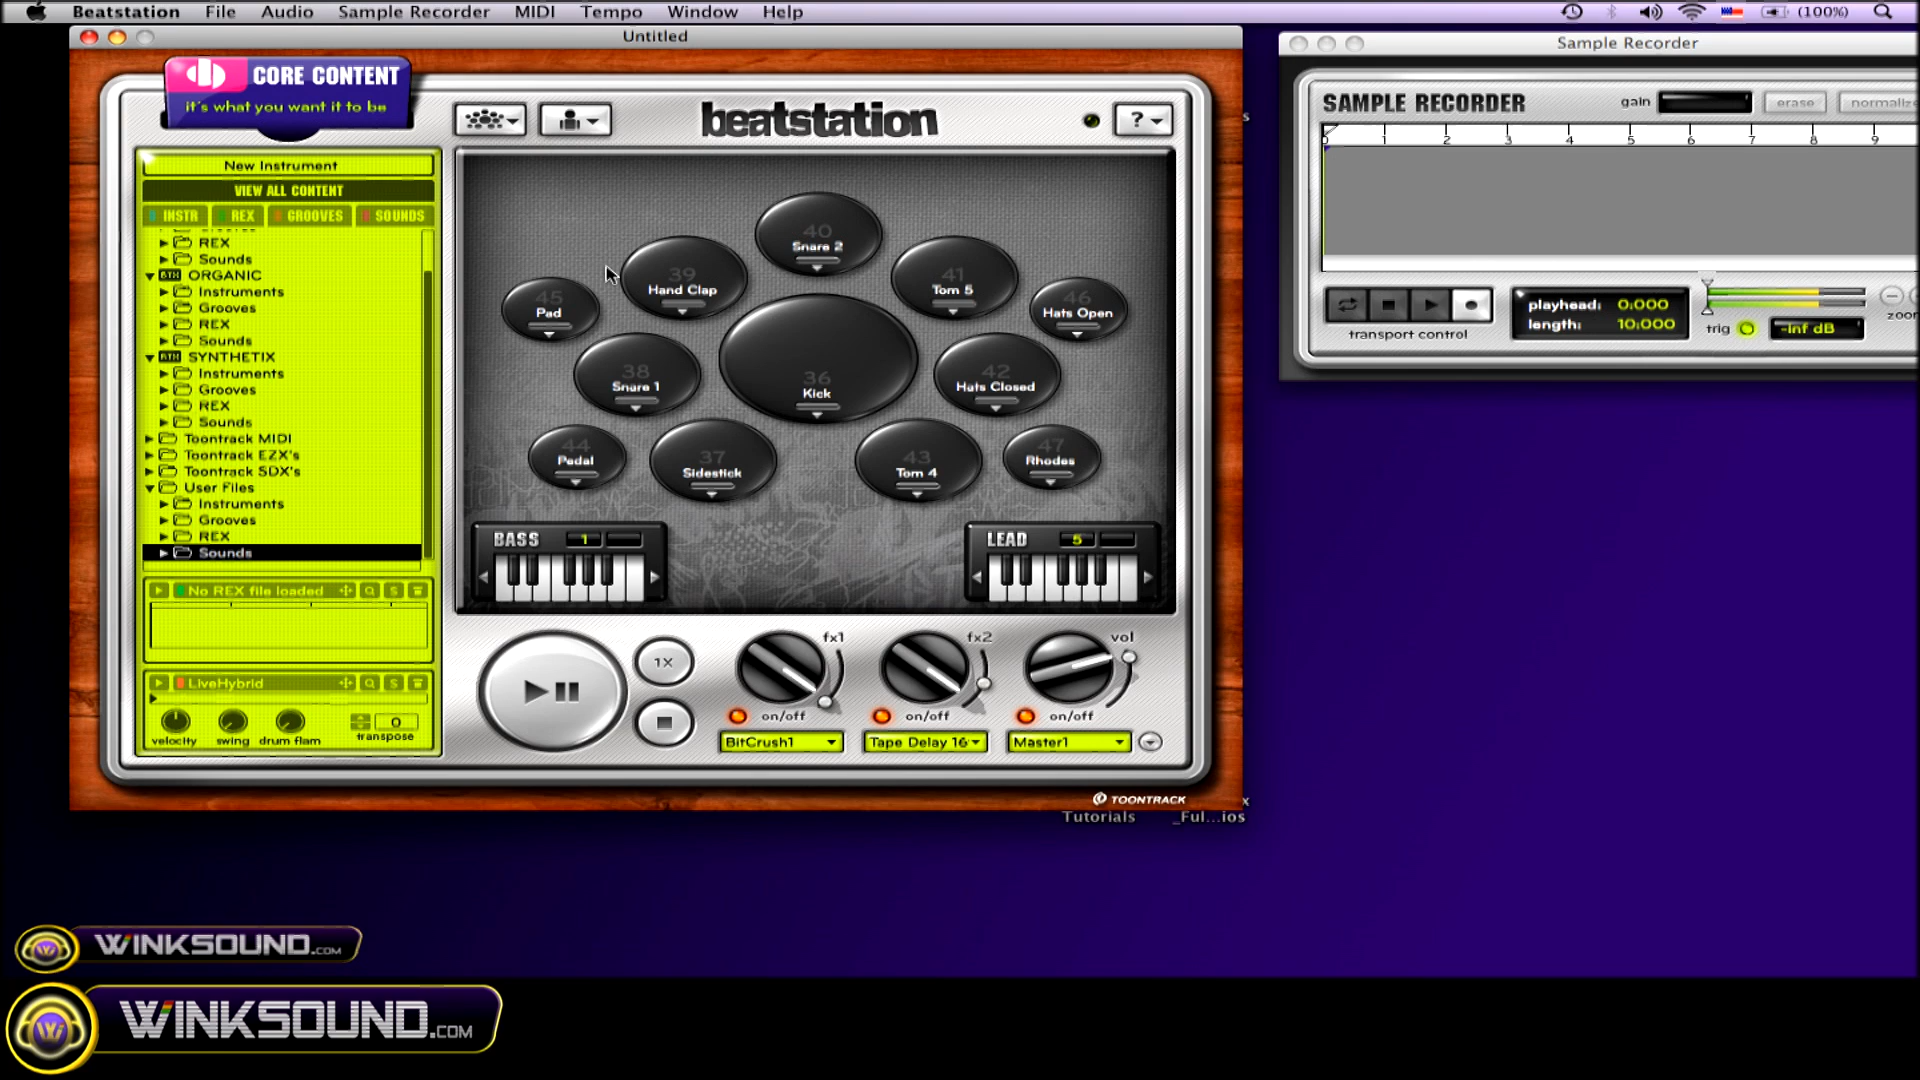 Beatstation File Audio Sample Recorder MIDI Tempo Window Help
(100%)
Untitled
CORE CONTENT
it's what you want it to be
beatstation
?
New Instrument
VIEW ALL CONTENT
INSTR REX GROOVES SOUNDS
REX
Sounds
BTX ORGANIC
Instruments
Grooves
REX
Sounds
BTX SYNTHETIX
Instruments
Grooves
REX
Sounds
Toontrack MIDI
Toontrack EZX's
Toontrack SDX's
User Files
Instruments
Grooves
REX
Sounds
No REX file loaded
S
LiveHybrid
S
velocity swing drum flam
0
transpose
40
Snare 2
39
Hand Clap
41
Tom 5
45
Pad
46
Hats Open
38
Snare 1
36
Kick
42
Hats Closed
44
Pedal
37
Sidestick
43
Tom 4
47
Rhodes
BASS 1
LEAD 5
1X
fx1
on/off
BitCrush1
fx2
on/off
Tape Delay 16
vol
on/off
Master1
TOONTRACK
Sample Recorder
SAMPLE RECORDER
gain
erase
normalize
0 1 2 3 4 5 6 7 8 9
transport control
playhead: 0:000
length: 10:000
trig
-inf dB
zoo
Tutorials
_Ful...ios
WINKSOUND.COM
WINKSOUND.COM